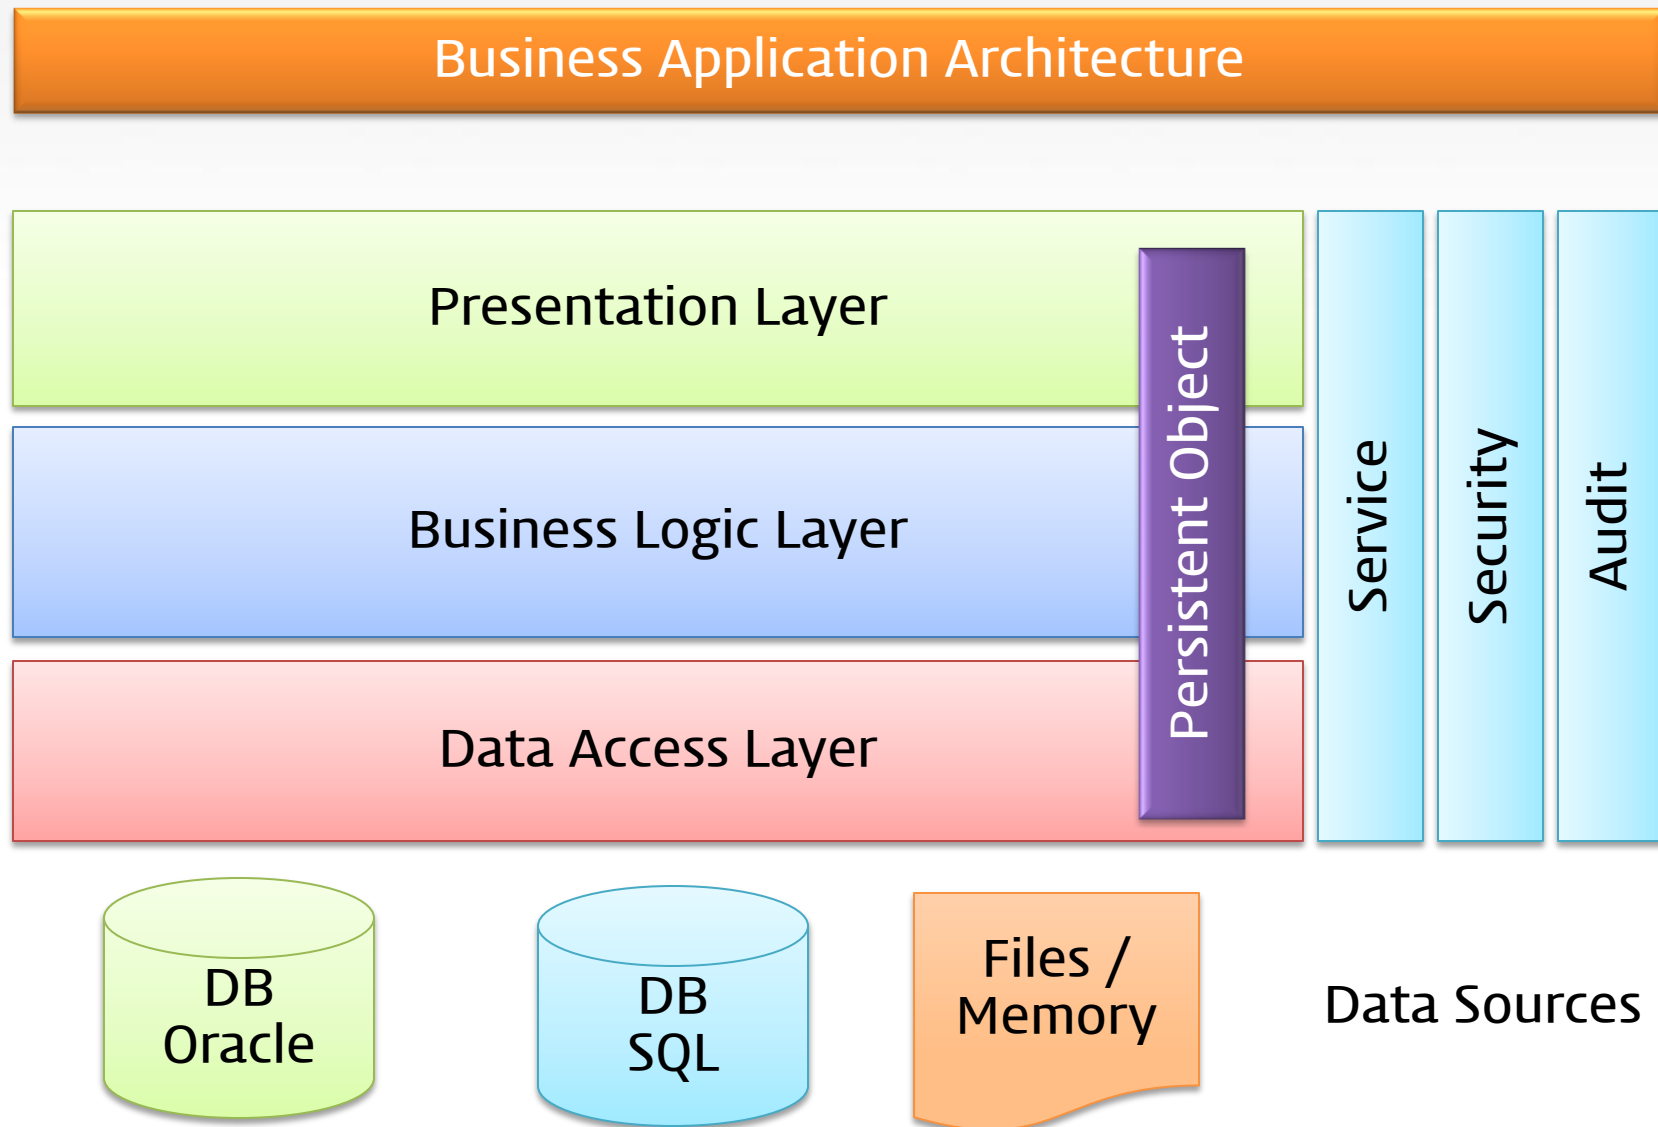 Business Application Architecture
Presentation Layer
Business Logic Layer
Data Access Layer
Persistent Object
Service
Security
Audit
DB
Oracle
DB
SQL
Files /
Memory
Data Sources